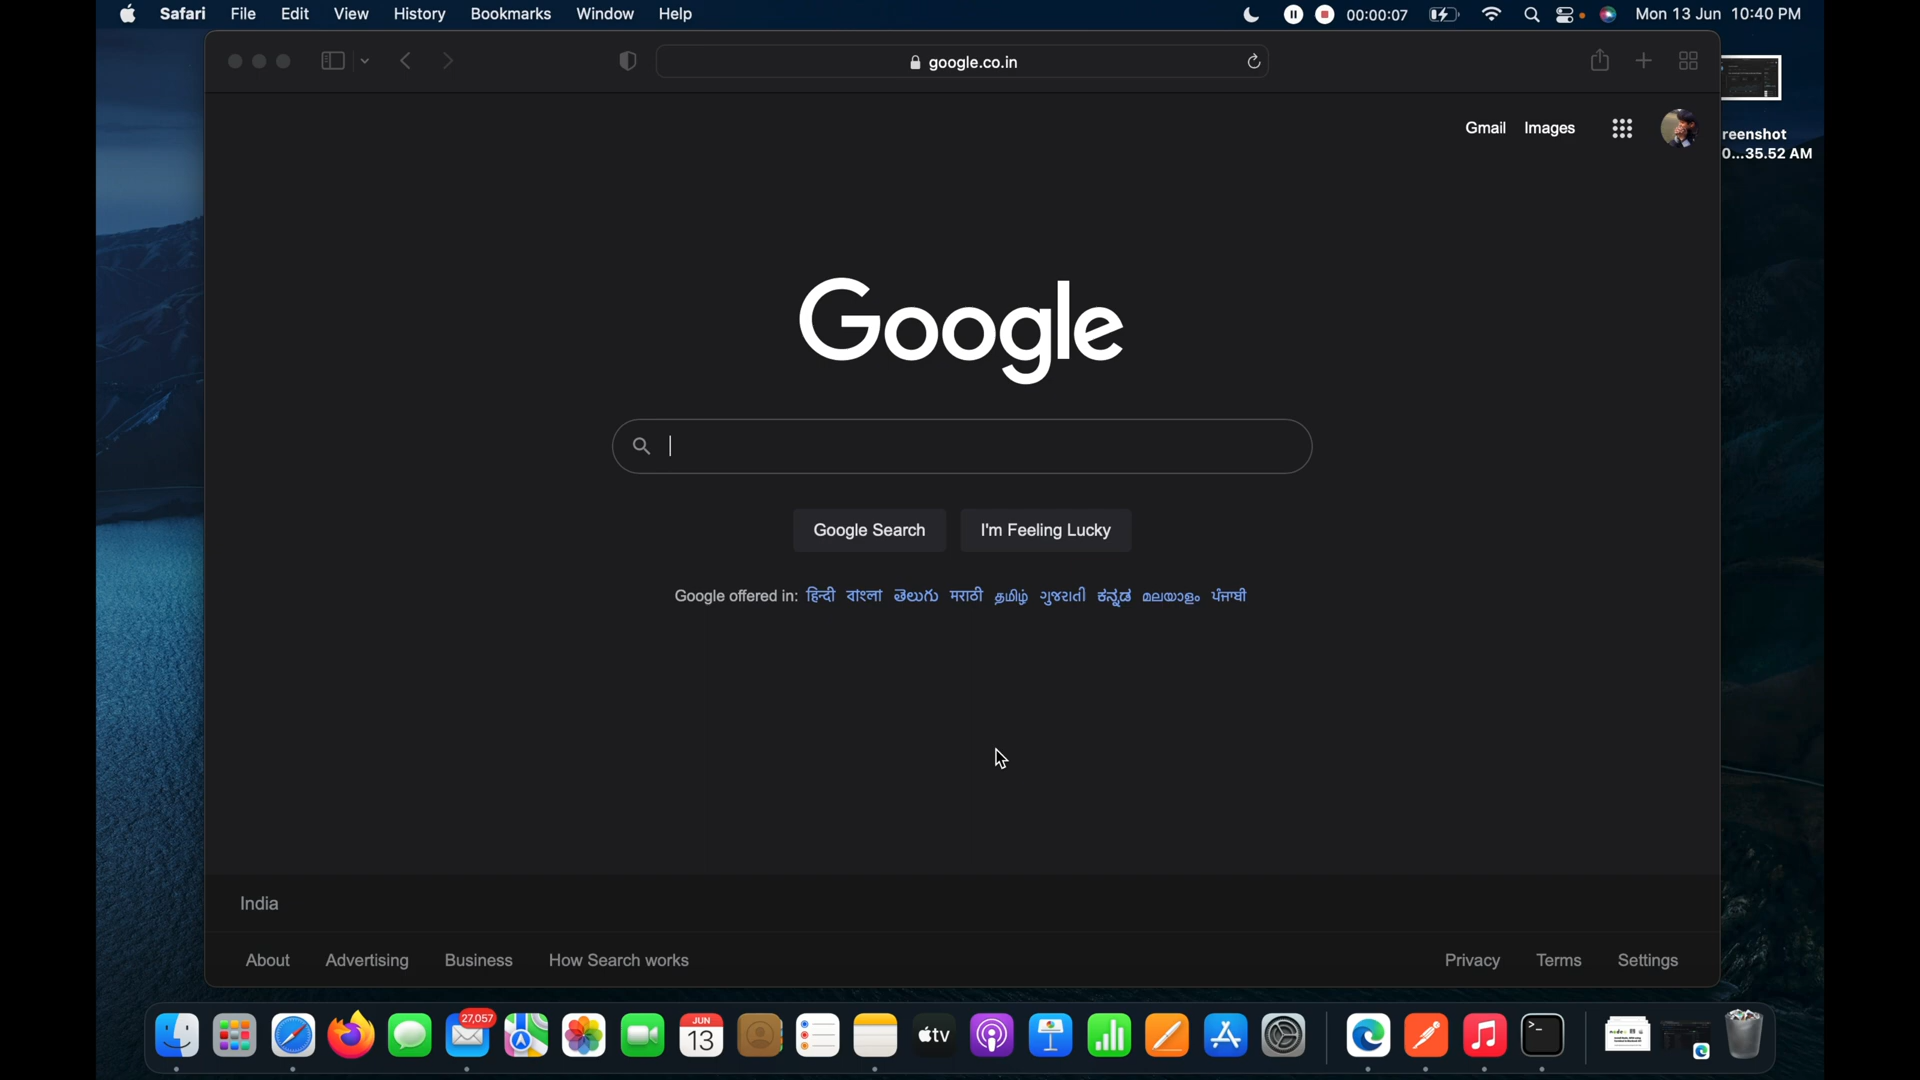 Safari File Edit View History Bookmarks Window Help 00:00:07 Mon 13 Jun 10:40 PM
google.co.in
Gmail Images
reenshot
0...35.52 AM
Google
Google Search I'm Feeling Lucky
Google offered in: हिन्दी বাংলা తెలుగు मराठी தமிழ் ગુજરાતી ಕನ್ನಡ മലയാളം ਪੰਜਾਬੀ
India
About Advertising Business How Search works Privacy Terms Settings
27,057
JUN
13
tv